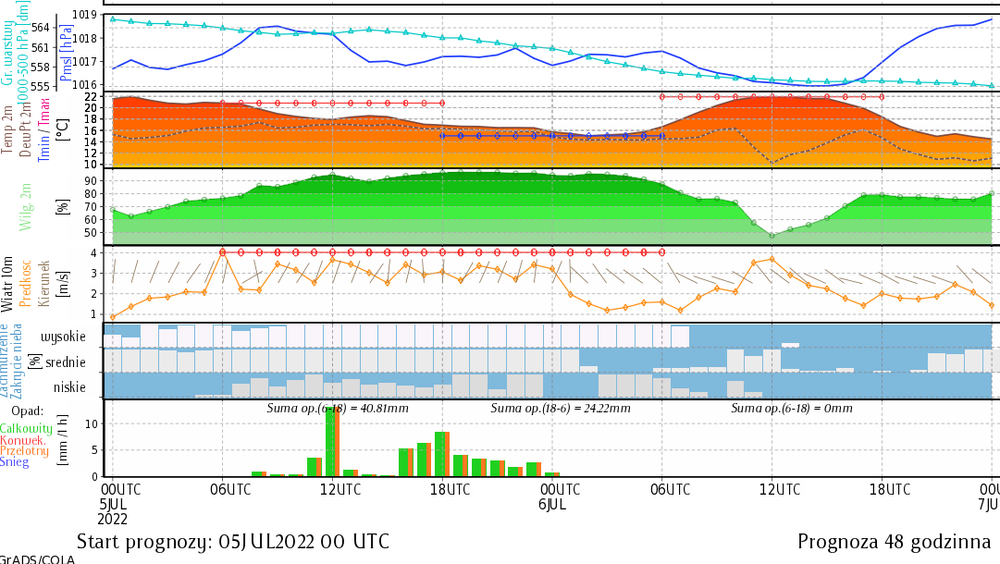 Gr. warstwy
1000-500 hPa [dm]
564
561
558
555
Pmsl [hPa]
1019
1018
1017
1016
Temp 2m
DewPt 2m
Tmin / Tmax
[°C]
22
20
18
16
14
12
10
Wilg. 2m
[%]
90
80
70
60
50
Wiatr 10m
Predkosc
Kierunek
[m/s]
4
3
2
1
Zachmurzenie
Zakrycie nieba
[%]
wysokie
srednie
niskie
Opad:
Calkowity
Konwek.
Przelotny
Snieg
[mm /1 h]
10
5
0
Suma op.(6-18) = 40.81mm
Suma op.(18-6) = 24.22mm
Suma op.(6-18) = 0mm
00UTC 06UTC 12UTC 18UTC 00UTC 06UTC 12UTC 18UTC 00U
5JUL 6JUL 7JU
2022
Start prognozy: 05JUL2022 00 UTC
Prognoza 48 godzinna
GrADS/COLA